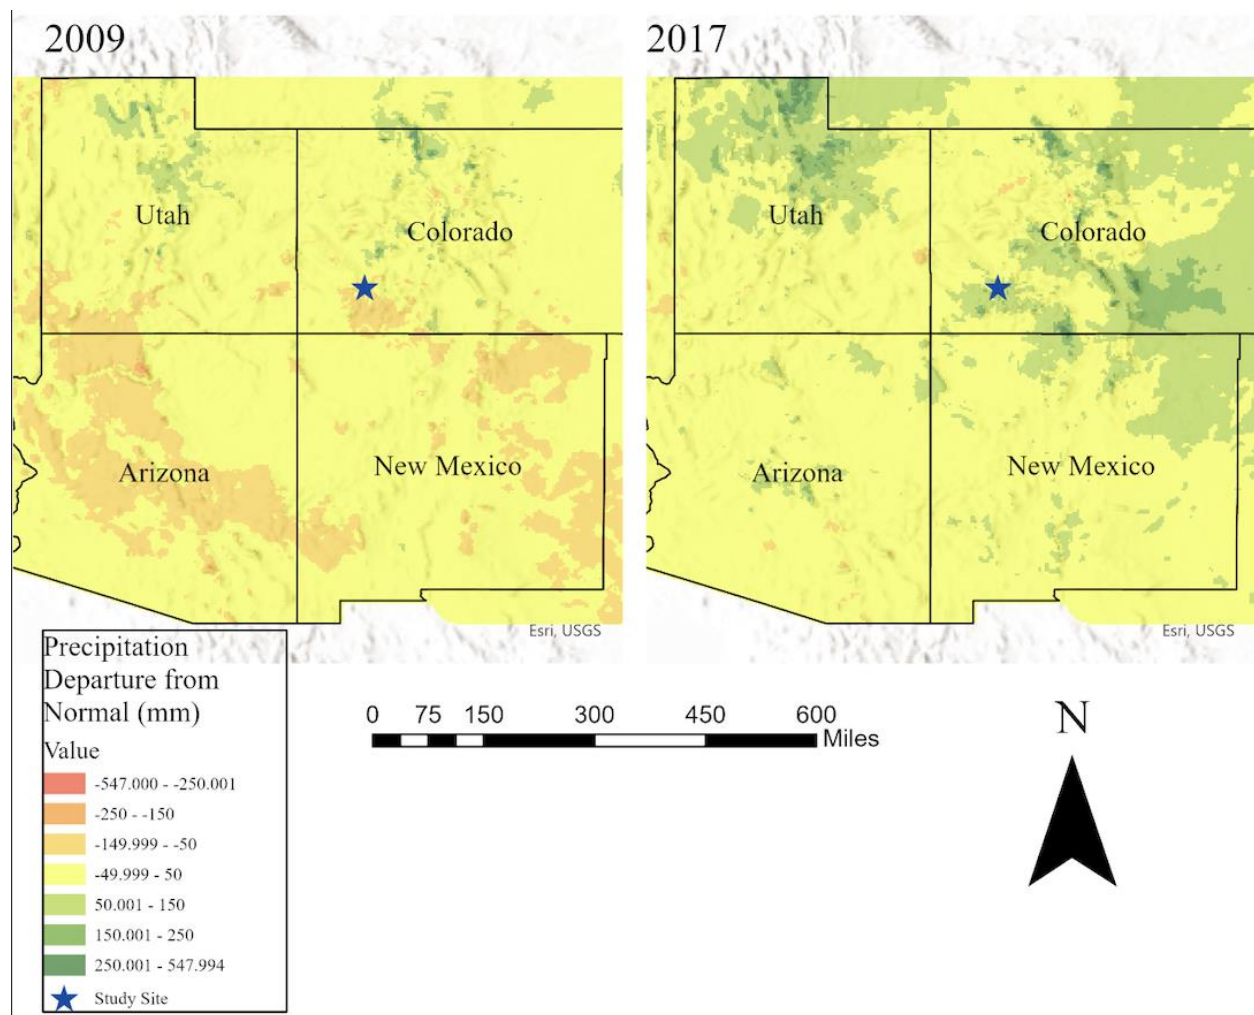 2009
2017
Utah
Colorado
Utah
Colorado
Arizona
New Mexico
Arizona
New Mexico
Esri, USGS
Esri, USGS
Precipitation
Departure from
Normal (mm)
Value
-547.000 - -250.001
-250 - -150
-149.999 - -50
-49.999 - 50
50.001 - 150
150.001 - 250
250.001 - 547.994
Study Site
0 75 150 300 450 600
Miles
N